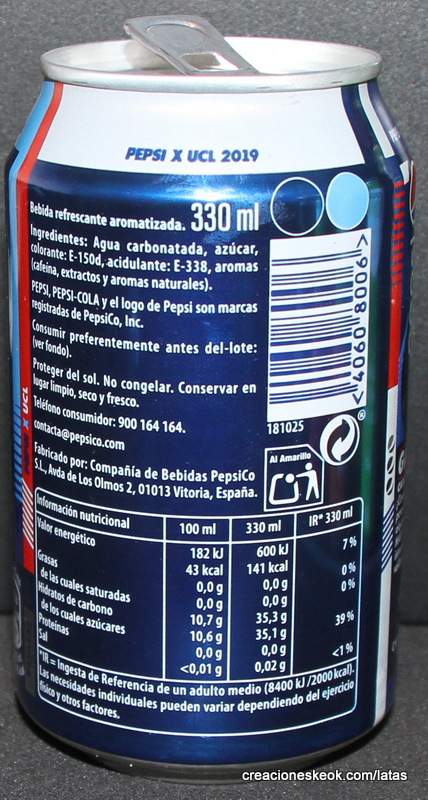 PEPSI X UCL 2019
Bebida refrescante aromatizada. 330 ml
Ingredientes: Agua carbonatada, azúcar,
colorante: E-150d, acidulante: E-338, aromas
(cafeína, extractos y aromas naturales).
PEPSI, PEPSI-COLA y el logo de Pepsi son marcas
registradas de PepsiCo, Inc.
Consumir preferentemente antes del-lote:
(ver fondo).
Proteger del sol. No congelar. Conservar en
lugar limpio, seco y fresco.
Teléfono consumidor: 900 164 164.
contacta@pepsico.com
Fabricado por: Compañía de Bebidas PepsiCo
S.L., Avda de Los Olmos 2, 01013 Vitoria, España.
<4060 8006>
181025
Al Amarillo
X UCL
Información nutricional 100 ml 330 ml IR* 330 ml
Valor energético 182 kJ 600 kJ 7 %
43 kcal 141 kcal
Grasas 0,0 g 0,0 g 0 %
de las cuales saturadas 0,0 g 0,0 g 0 %
Hidratos de carbono 10,7 g 35,3 g
de los cuales azúcares 10,6 g 35,1 g 39 %
Proteínas 0,0 g 0,0 g
Sal <0,01 g 0,02 g <1 %
*IR = Ingesta de Referencia de un adulto medio (8400 kJ /2000 kcal).
Las necesidades individuales pueden variar dependiendo del ejercicio
físico y otros factores.
creacioneskeok.com/latas